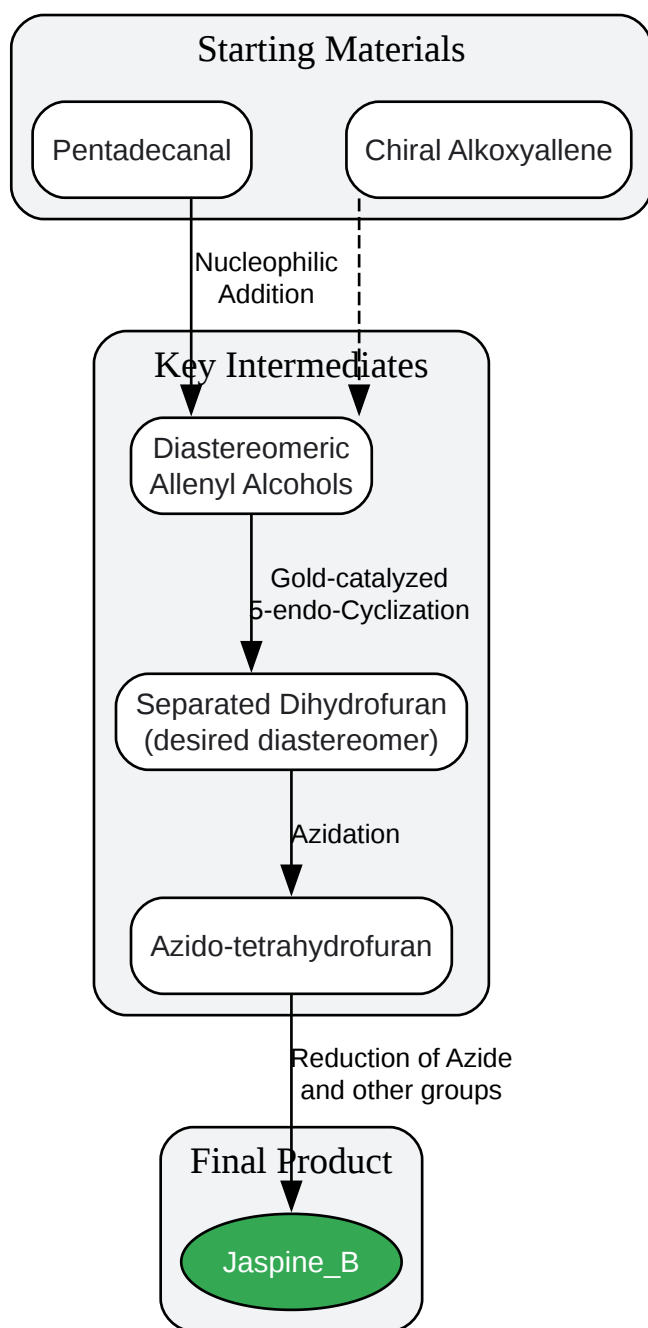 Starting Materials
Pentadecanal
Chiral Alkoxyallene
Nucleophilic
Addition
Key Intermediates
Diastereomeric
Allenyl Alcohols
Gold-catalyzed
5-endo-Cyclization
Separated Dihydrofuran
(desired diastereomer)
Azidation
Azido-tetrahydrofuran
Reduction of Azide
and other groups
Final Product
Jaspine_B